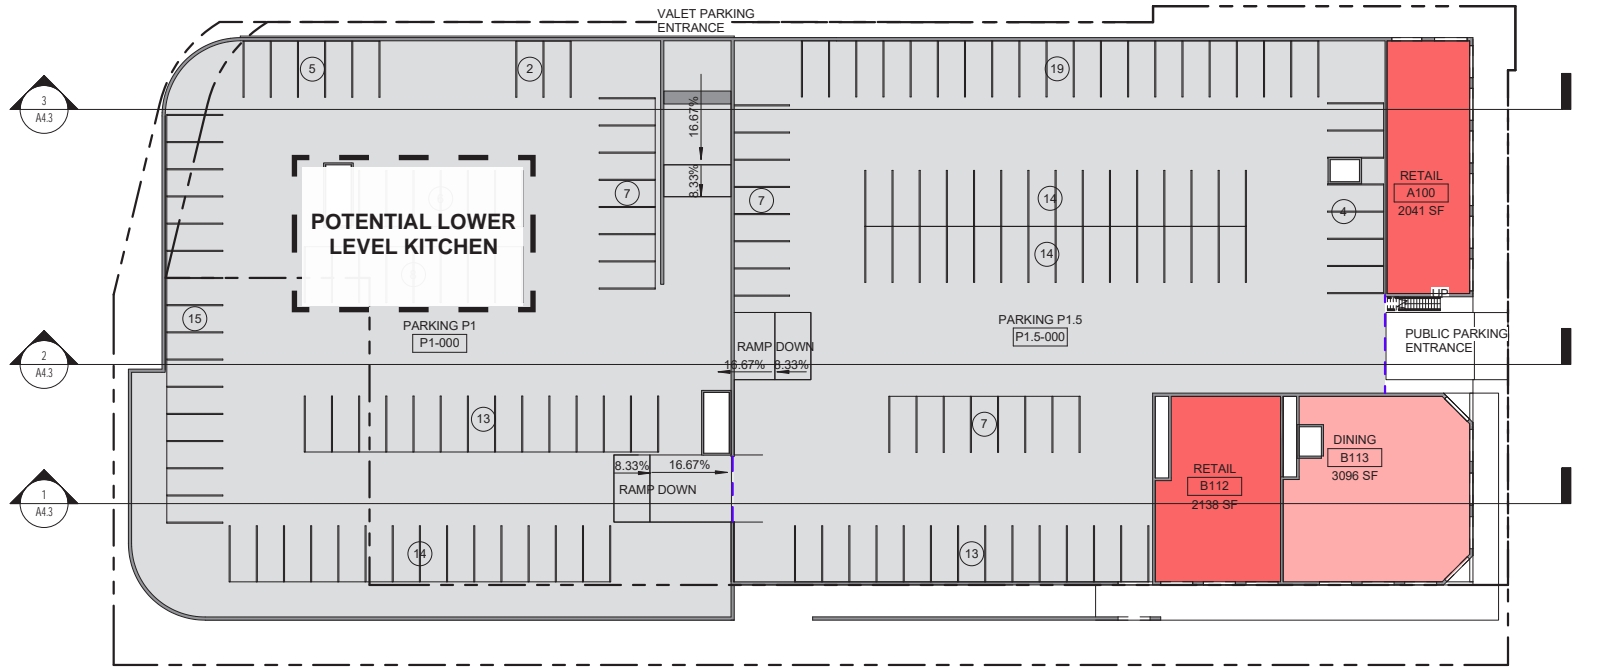 VALET PARKING
ENTRANCE
5
2
19
3
A4.3
16.67%
8.33%
7
7
14
14
4
RETAIL
A100
2041 SF
POTENTIAL LOWER
LEVEL KITCHEN
UP
15
PARKING P1
P1-000
PARKING P1.5
P1.5-000
PUBLIC PARKING
ENTRANCE
RAMP DOWN
16.67%
8.33%
2
A4.3
13
7
DINING
B113
3096 SF
RETAIL
B112
2138 SF
8.33%
16.67%
RAMP DOWN
1
A4.3
14
13